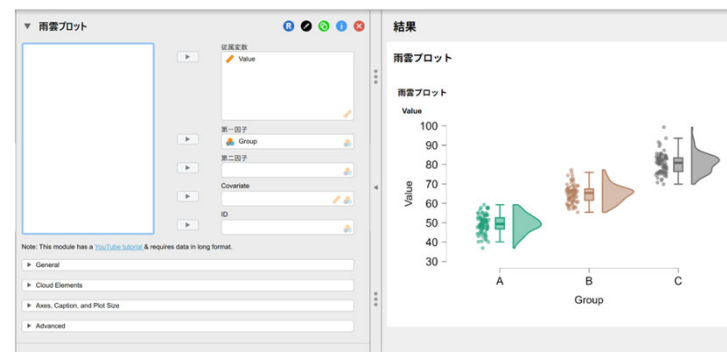 雨雲プロット
従属変数
Value
第一因子
Group
第二因子
Covariate
ID
Note: This module has a YouTube tutorial & requires data in long format.
General
Cloud Elements
Axes, Caption, and Plot Size
Advanced
結果
雨雲プロット
雨雲プロット
Value
100
90
80
70
60
50
40
30
Value
A
B
C
Group